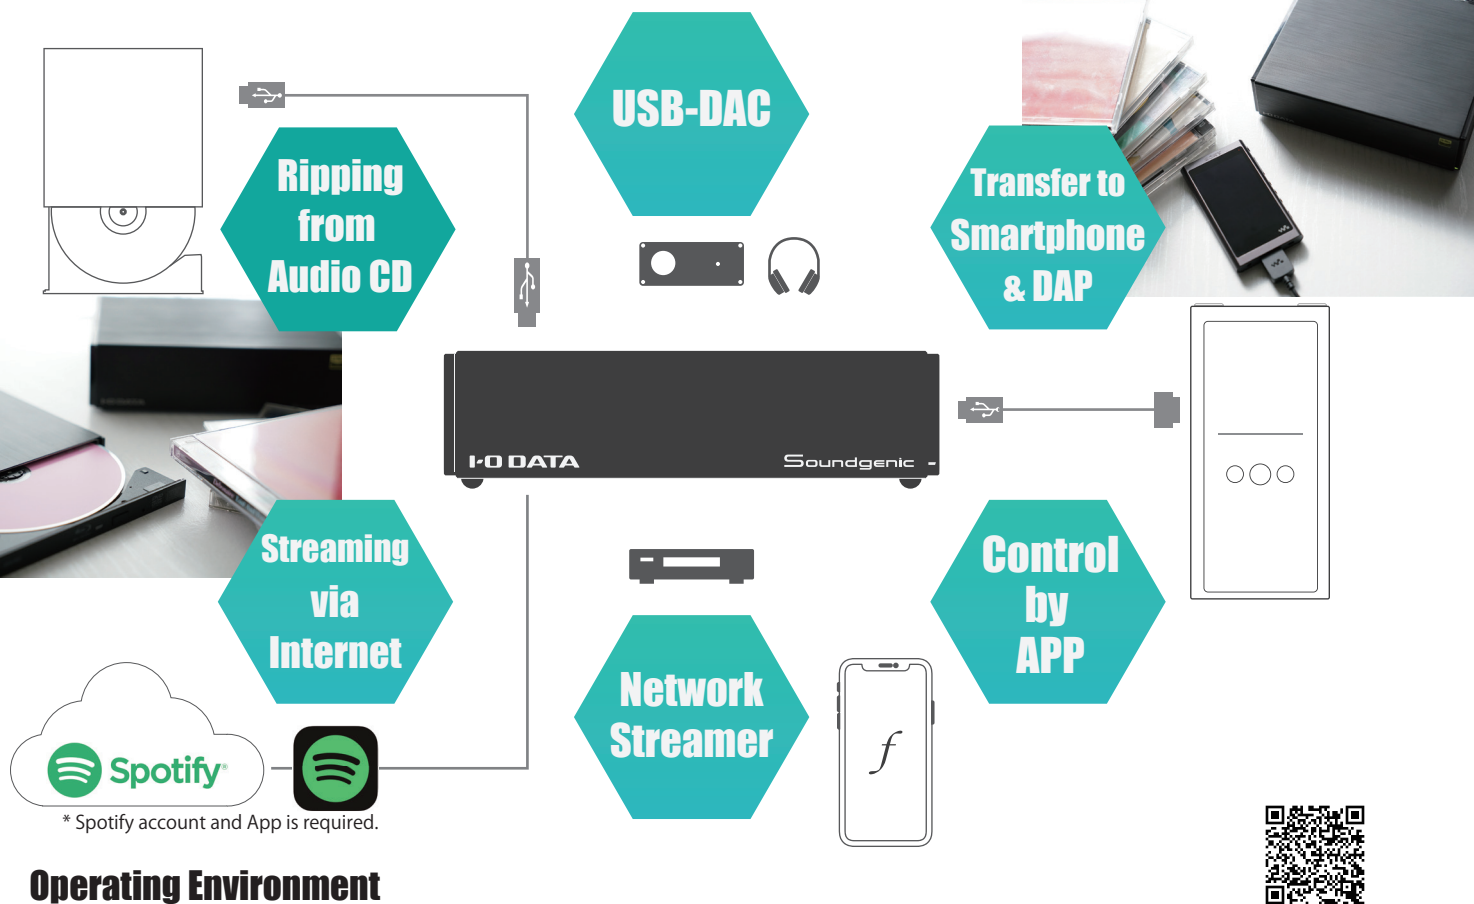 USB-DAC
Ripping
from
Audio CD
Transfer to
Smartphone
& DAP
I-O DATA
Soundgenic
Streaming
via
Internet
Control
by
APP
Network
Streamer
f
Spotify®
* Spotify account and App is required.
Operating Environment